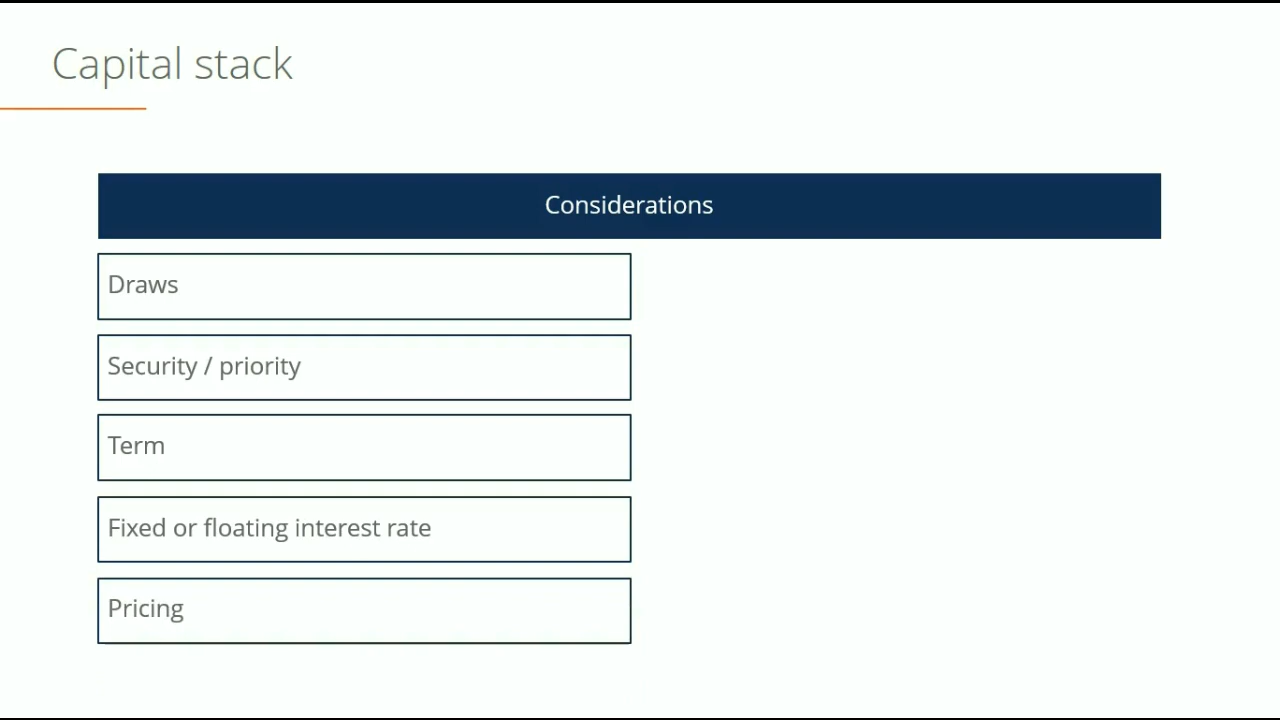 Capital stack
Considerations
Draws
Security / priority
Term
Fixed or floating interest rate
Pricing